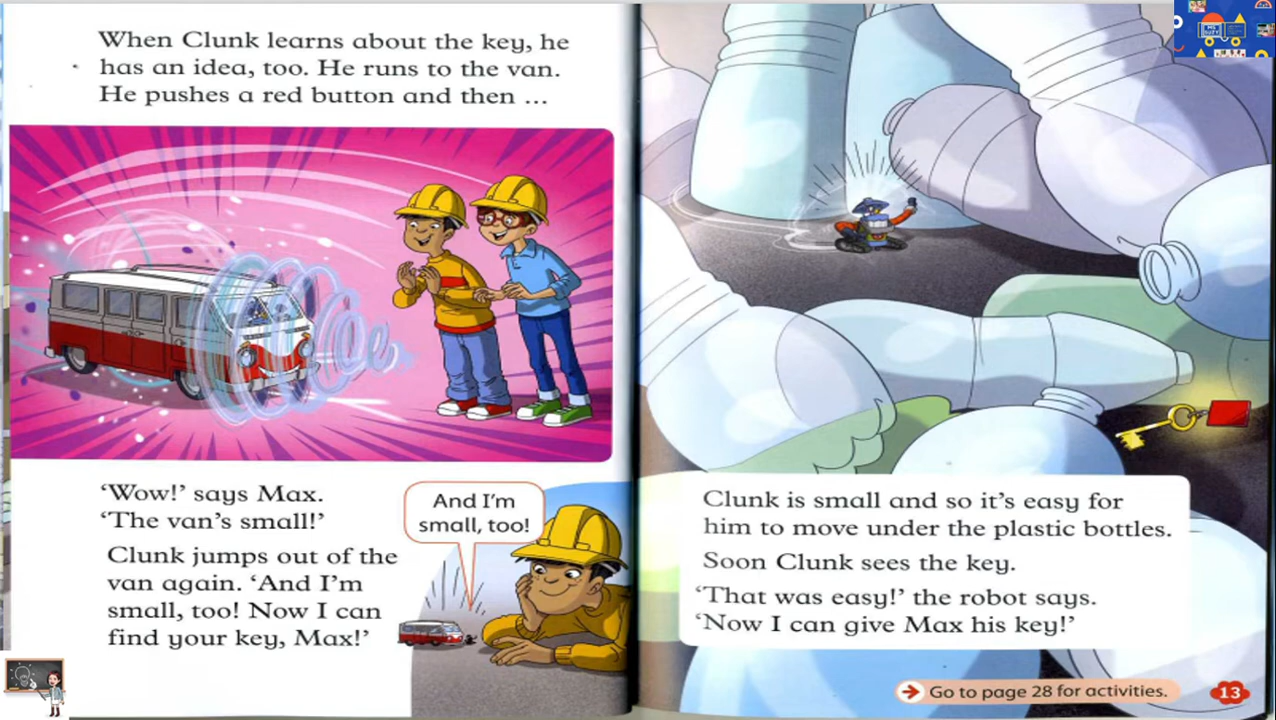 When Clunk learns about the key, he
has an idea, too. He runs to the van.
He pushes a red button and then ...
'Wow!' says Max.
'The van's small!'
Clunk jumps out of the
van again. 'And I'm
small, too! Now I can
find your key, Max!'
And I'm
small, too!
Clunk is small and so it's easy for
him to move under the plastic bottles.
Soon Clunk sees the key.
'That was easy!' the robot says.
'Now I can give Max his key!'
Go to page 28 for activities.
13
MS
SUZY